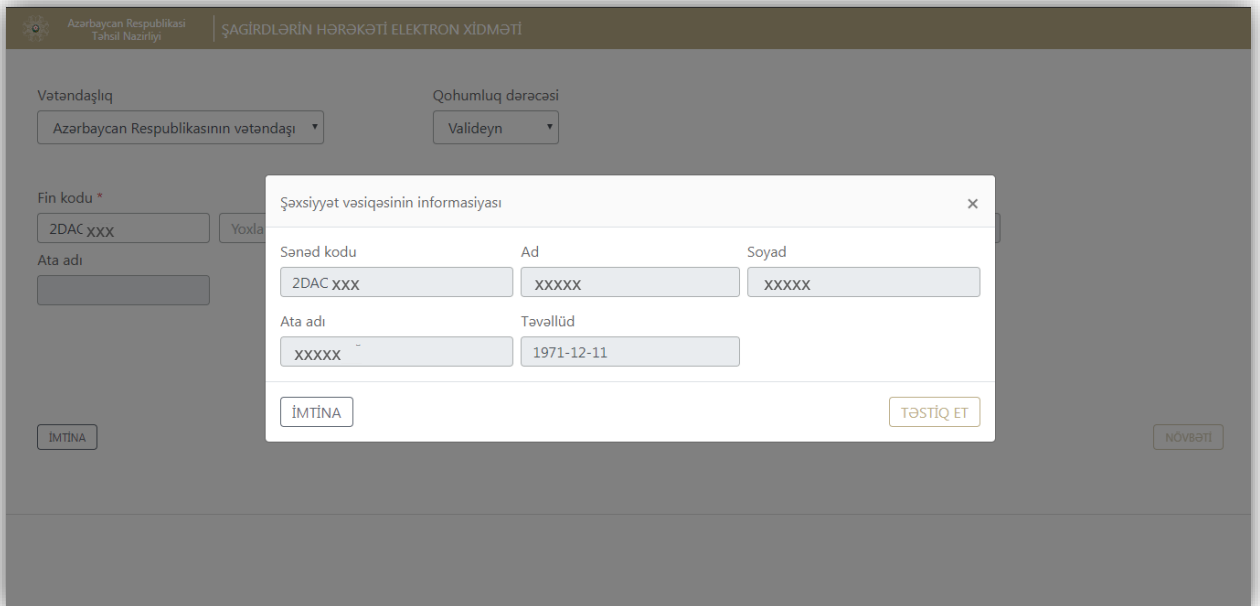 Azərbaycan Respublikasi
Təhsil Nazirliyi
ŞAGİRDLƏRİN HƏRƏKƏTİ ELEKTRON XİDMƏTİ
Vətəndaşlıq
Qohumluq dərəcəsi
Azərbaycan Respublikasının vətəndaşı
Valideyn
Fin kodu *
2DAC xxx
Yoxla
Ata adı
Şəxsiyyət vəsiqəsinin informasiyası
×
Sənəd kodu
Ad
Soyad
2DAC xxx
xxxxx
xxxxx
Ata adı
Təvəllüd
xxxxx
1971-12-11
İMTİNA
TƏSTİQ ET
İMTİNA
NÖVBƏTİ